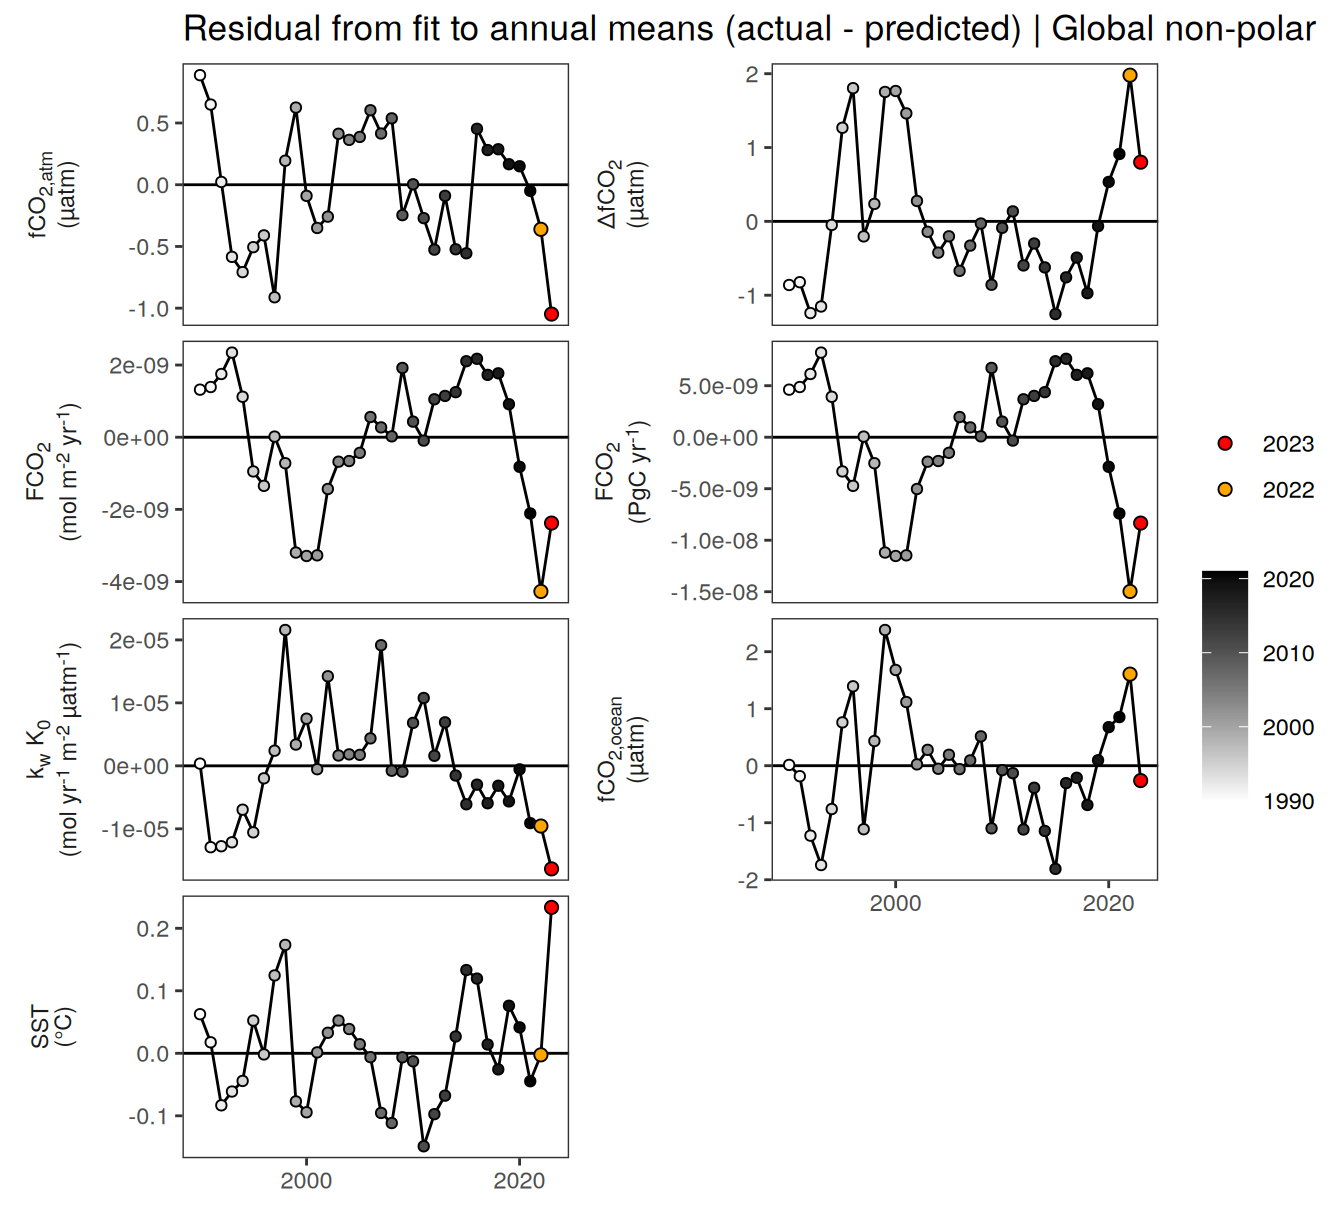 Residual from fit to annual means (actual - predicted) | Global non-polar
fCO2,atm
(µatm)
0.5
0.0
-0.5
-1.0
ΔfCO2
(µatm)
2
1
0
-1
FCO2
(mol m-2 yr-1)
2e-09
0e+00
-2e-09
-4e-09
FCO2
(PgC yr-1)
5.0e-09
0.0e+00
-5.0e-09
-1.0e-08
-1.5e-08
kw K0
(mol yr-1 m-2 µatm-1)
2e-05
1e-05
0e+00
-1e-05
fCO2,ocean
(µatm)
2
1
0
-1
-2
2000 2020
SST
(°C)
0.2
0.1
0.0
-0.1
2000 2020
2023
2022
2020
2010
2000
1990